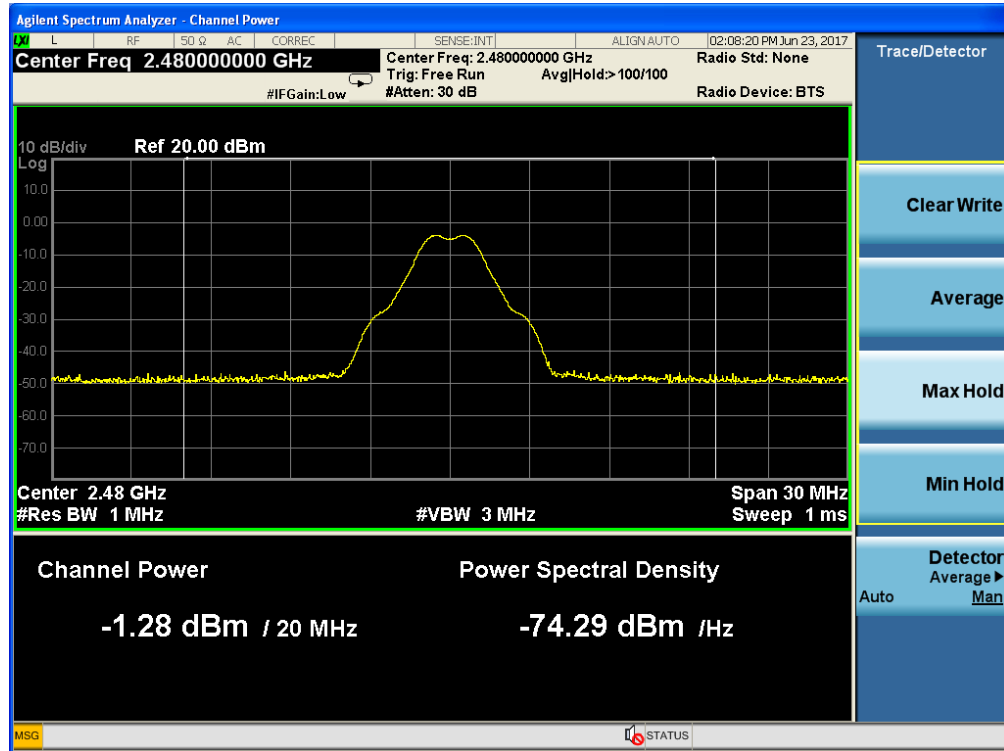 Agilent Spectrum Analyzer - Channel Power
LXI L RF 50 Ω AC CORREC SENSE:INT ALIGN AUTO 02:08:20 PM Jun 23, 2017
Center Freq 2.480000000 GHz
Center Freq: 2.480000000 GHz Radio Std: None
Trig: Free Run Avg|Hold:> 100/100
#IFGain:Low #Atten: 30 dB Radio Device: BTS
10 dB/div Ref 20.00 dBm
Log
10.0
0.00
-10.0
-20.0
-30.0
-40.0
-50.0
-60.0
-70.0
Center 2.48 GHz Span 30 MHz
#Res BW 1 MHz #VBW 3 MHz Sweep 1 ms
Channel Power Power Spectral Density
-1.28 dBm / 20 MHz -74.29 dBm /Hz
MSG STATUS
Trace/Detector
Clear Write
Average
Max Hold
Min Hold
Detector
Average
Auto Man